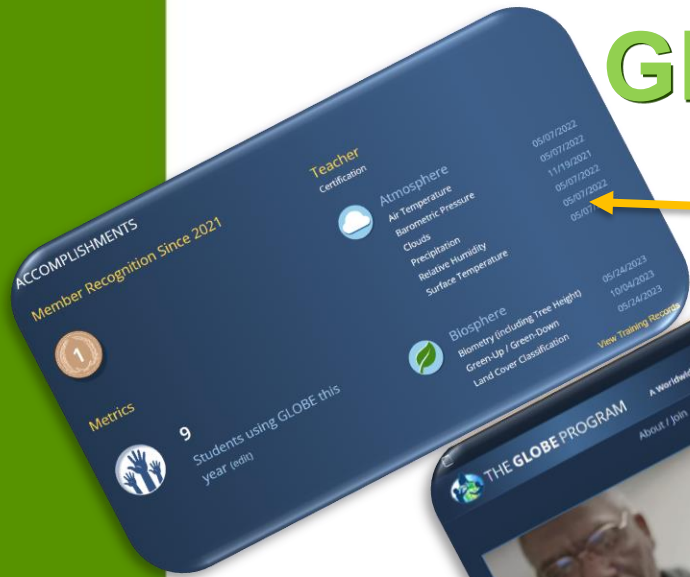 ACCOMPLISHMENTS
Member Recognition Since 2021
1
Metrics
9
Students using GLOBE this
year (edit)
Teacher
Certification
Atmosphere
Air Temperature 05/07/2022
Barometric Pressure 05/07/2022
Clouds 11/19/2021
Precipitation 05/07/2022
Relative Humidity 05/07/2022
Surface Temperature
Biosphere
Biometry (including Tree Height) 05/24/2023
Green-Up / Green-Down 10/04/2023
Land Cover Classification 05/24/2023
View Training Records
THE GLOBE PROGRAM
About / Join